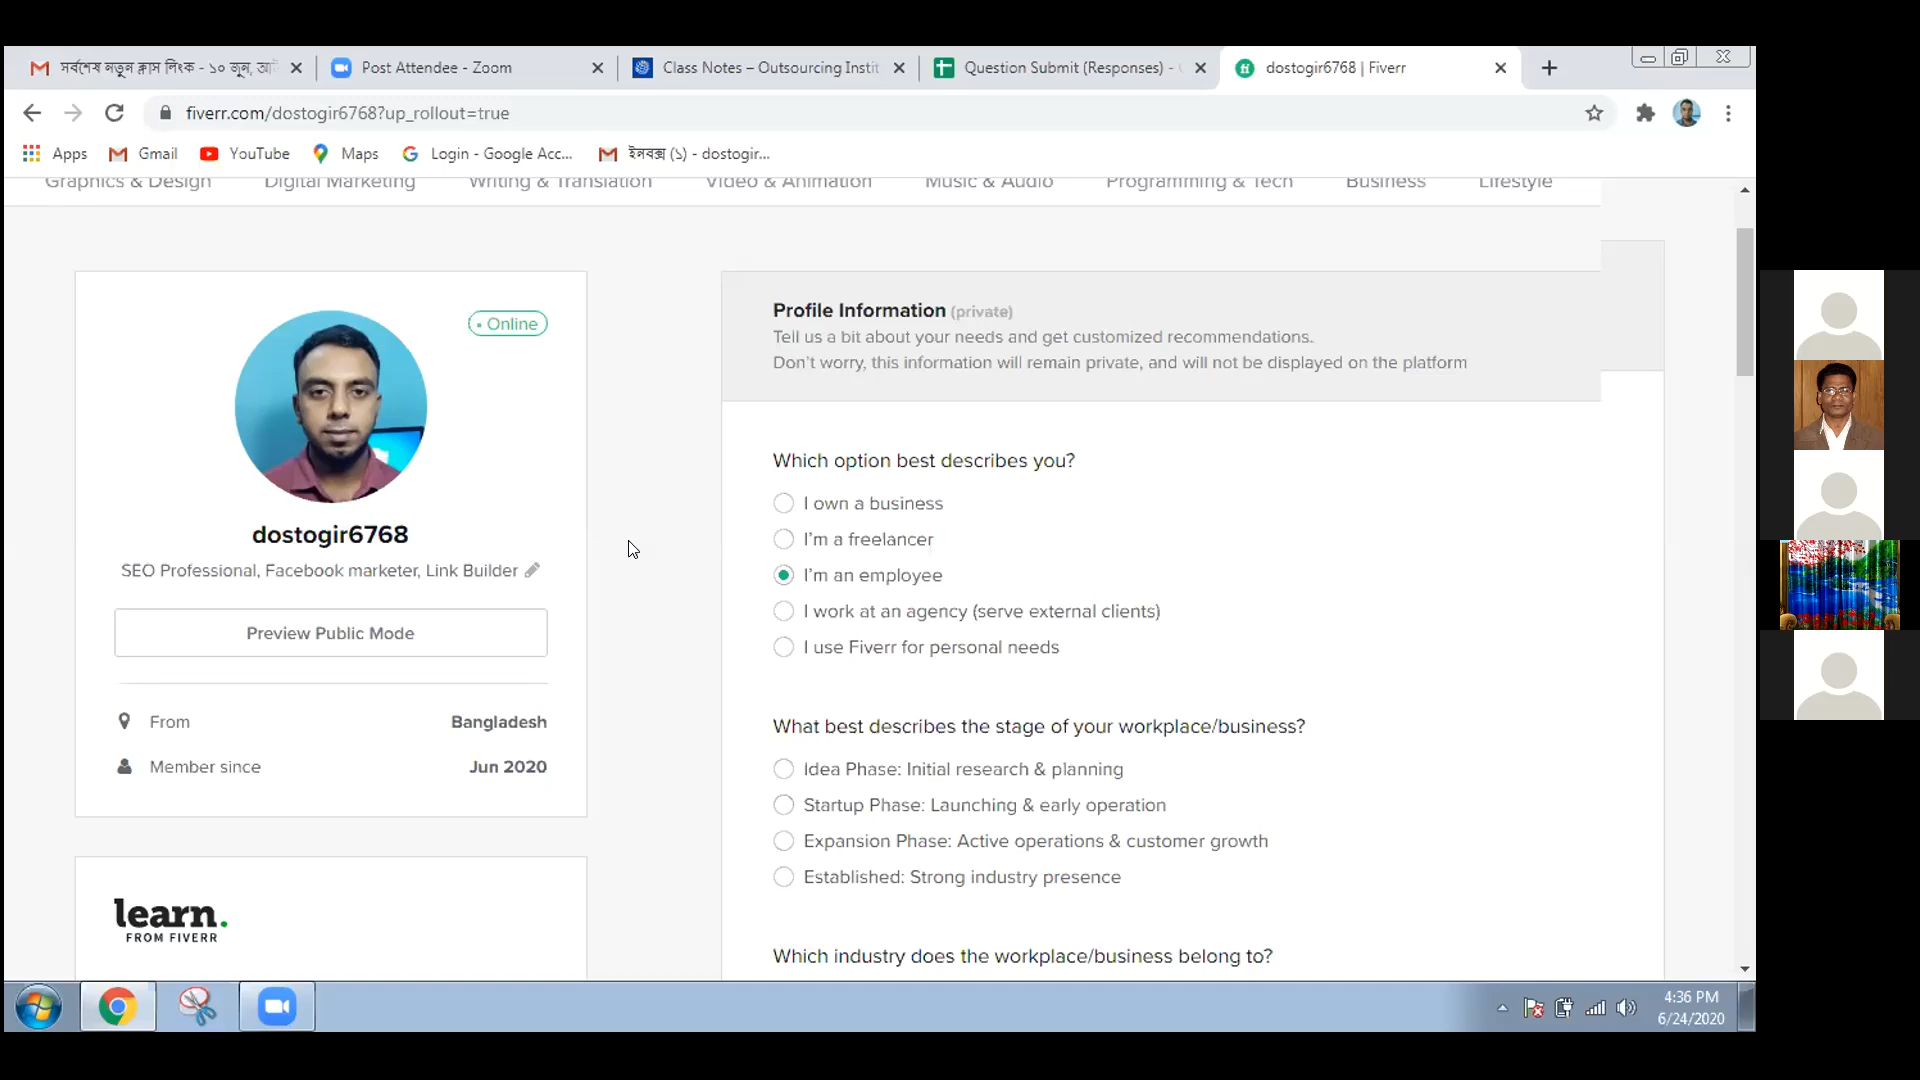 সর্বশেষ নতুন ক্লাস লিংক - ১০ জুন, আ
Post Attendee - Zoom
Class Notes – Outsourcing Instit
Question Submit (Responses) -
dostogir6768 | Fiverr
fiverr.com/dostogir6768?up_rollout=true
Apps
Gmail
YouTube
Maps
Login - Google Acc...
ইনবক্স (১) - dostogir...
Graphics & Design
Digital Marketing
Writing & Translation
Video & Animation
Music & Audio
Programming & Tech
Business
Lifestyle
Online
dostogir6768
SEO Professional, Facebook marketer, Link Builder
Preview Public Mode
From Bangladesh
Member since Jun 2020
learn.
FROM FIVERR
Profile Information (private)
Tell us a bit about your needs and get customized recommendations.
Don't worry, this information will remain private, and will not be displayed on the platform
Which option best describes you?
I own a business
I'm a freelancer
I'm an employee
I work at an agency (serve external clients)
I use Fiverr for personal needs
What best describes the stage of your workplace/business?
Idea Phase: Initial research & planning
Startup Phase: Launching & early operation
Expansion Phase: Active operations & customer growth
Established: Strong industry presence
Which industry does the workplace/business belong to?
4:36 PM
6/24/2020